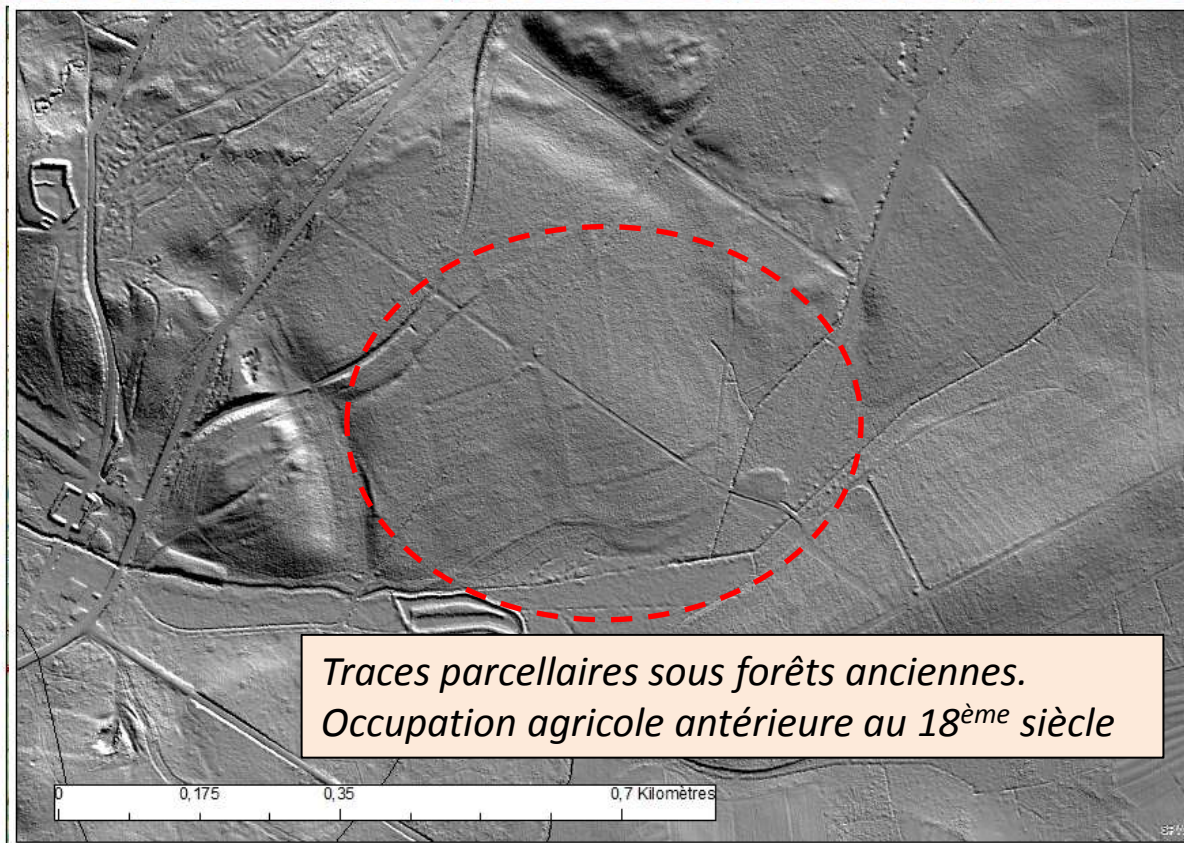 Traces parcellaires sous forêts anciennes.
Occupation agricole antérieure au 18ème siècle
0 0,175 0,35 0,7 Kilomètres